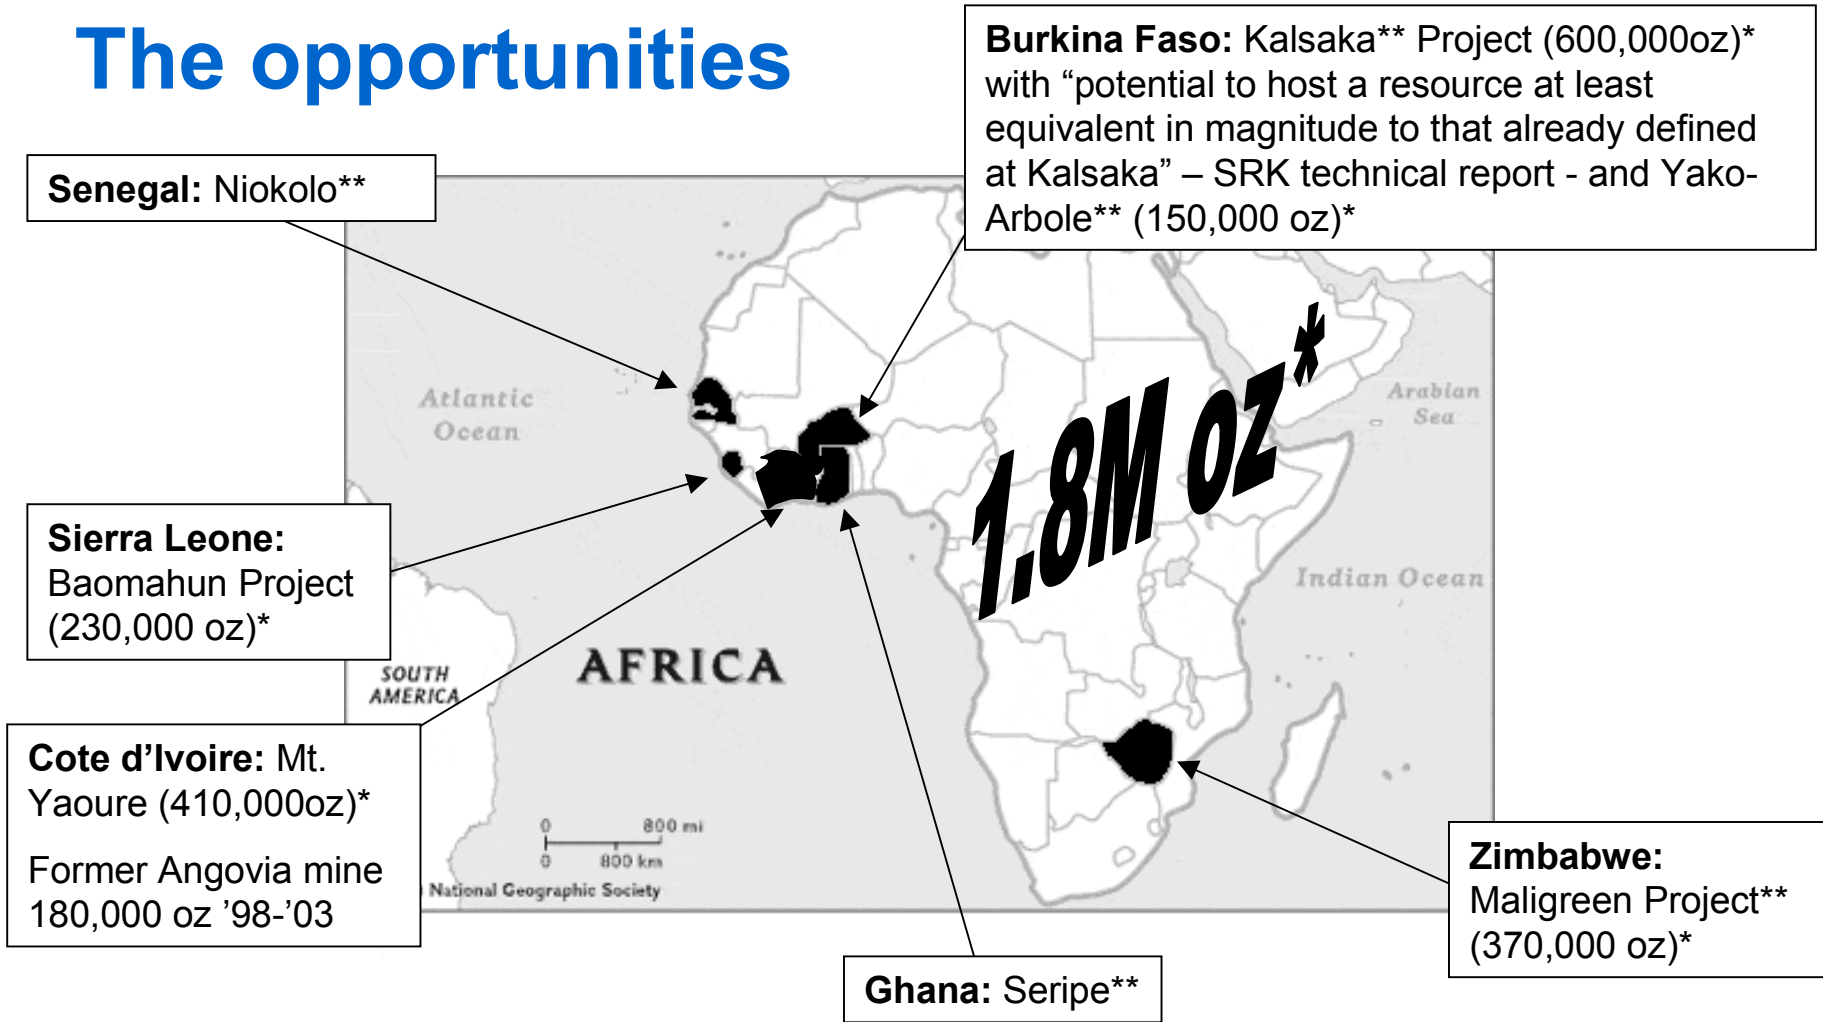 The opportunities
Burkina Faso: Kalsaka** Project (600,000oz)*
with “potential to host a resource at least
equivalent in magnitude to that already defined
at Kalsaka” – SRK technical report - and Yako-
Arbole** (150,000 oz)*
Senegal: Niokolo**
1.8M oz*
Atlantic
Ocean
Arabian
Sea
Sierra Leone:
Baomahun Project
(230,000 oz)*
Indian Ocean
AFRICA
SOUTH
AMERICA
Cote d’Ivoire: Mt.
Yaoure (410,000oz)*
Former Angovia mine
180,000 oz ’98-’03
0 800 mi
0 800 km
National Geographic Society
Zimbabwe:
Maligreen Project**
(370,000 oz)*
Ghana: Seripe**